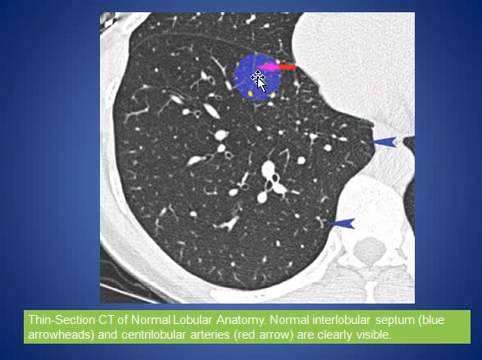 Thin-Section CT of Normal Lobular Anatomy. Normal interlobular septum (blue
arrowheads) and centrilobular arteries (red arrow) are clearly visible.